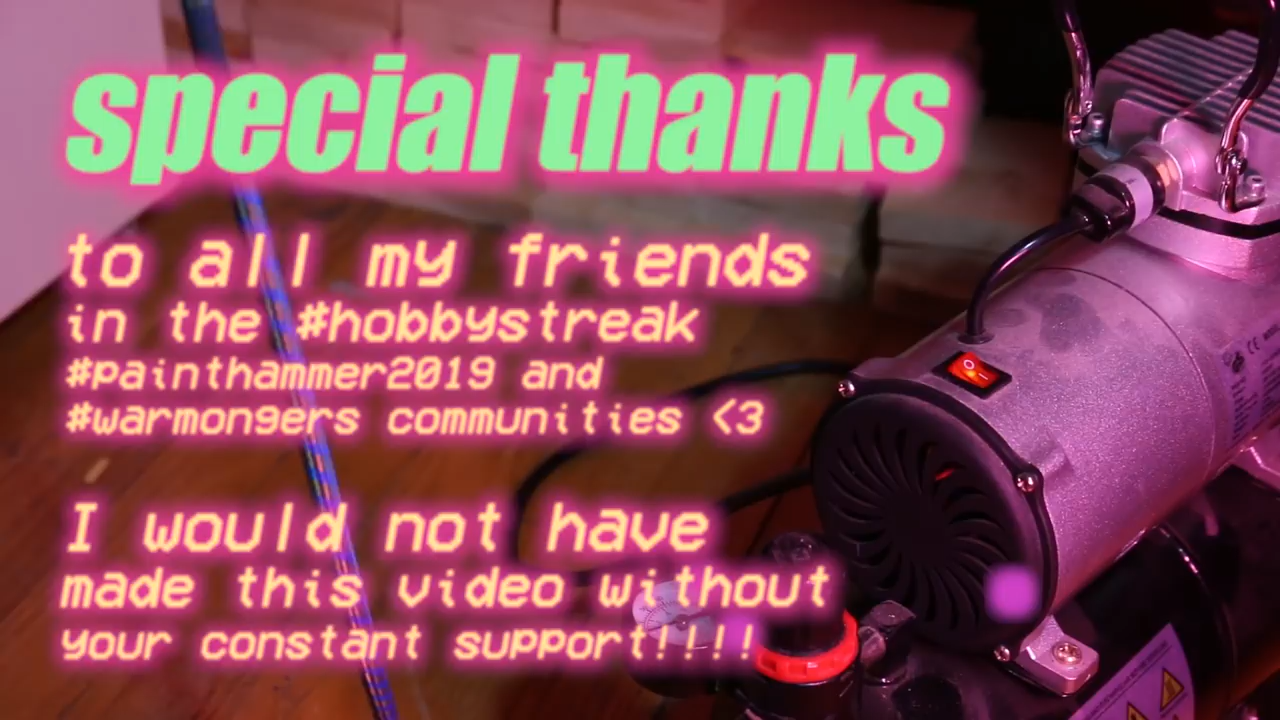 special thanks
to all my friends
in the #hobbystreak
#painthammer2019 and
#warmongers communities <3
I would not have
made this video without
your constant support!!!!